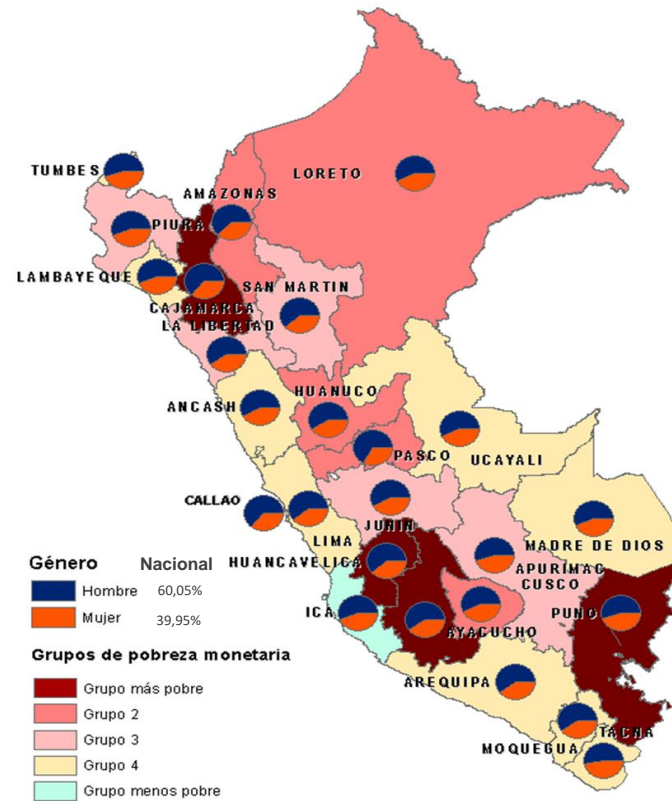 TUMBES
LORETO
AMAZONAS
PIURA
LAMBAYEQUE
SAN MARTIN
CAJAMARCA
LA LIBERTAD
HUANUCO
ANCASH
PASCO
UCAYALI
CALLAO
JUNIN
LIMA
MADRE DE DIOS
HUANCAVELICA
APURIMAC
CUSCO
ICA
PUNO
AYACUCHO
AREQUIPA
TACNA
MOQUEGUA
Género Nacional
Hombre 60,05%
Mujer 39,95%
Grupos de pobreza monetaria
Grupo más pobre
Grupo 2
Grupo 3
Grupo 4
Grupo menos pobre